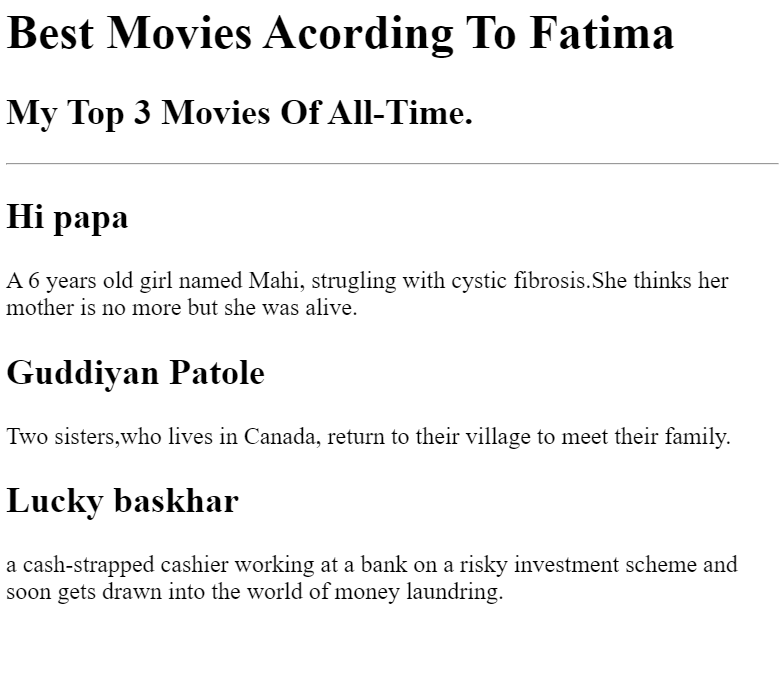 Best Movies Acording To Fatima
My Top 3 Movies Of All-Time.
Hi papa
A 6 years old girl named Mahi, strugling with cystic fibrosis.She thinks her
mother is no more but she was alive.
Guddiyan Patole
Two sisters,who lives in Canada, return to their village to meet their family.
Lucky baskhar
a cash-strapped cashier working at a bank on a risky investment scheme and
soon gets drawn into the world of money laundring.